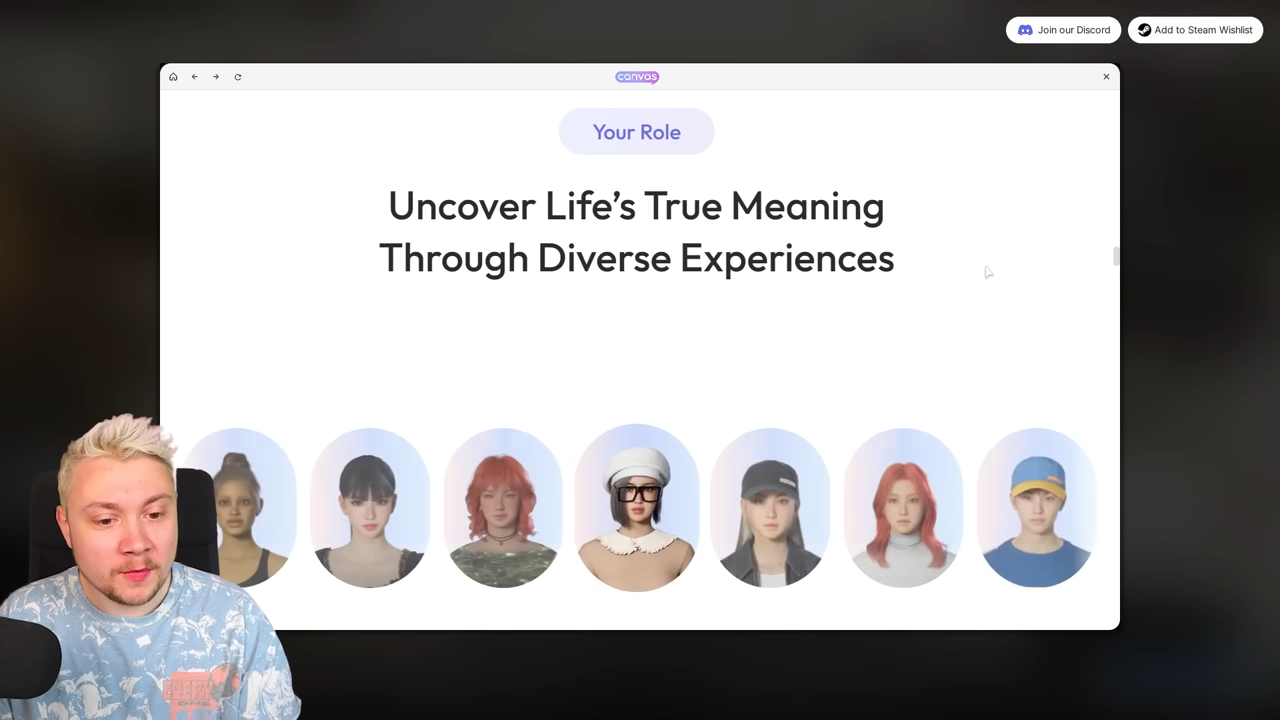 Join our Discord
Add to Steam Wishlist
canvas
Your Role
Uncover Life’s True Meaning
Through Diverse Experiences